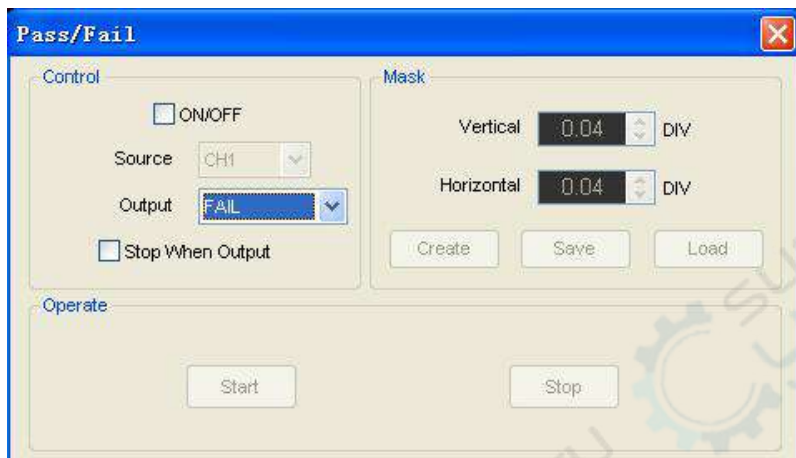 Pass/Fail
Control
ON/OFF
Source CH1
Output FAIL
Stop When Output
Mask
Vertical 0.04 DIV
Horizontal 0.04 DIV
Create Save Load
Operate
Start Stop